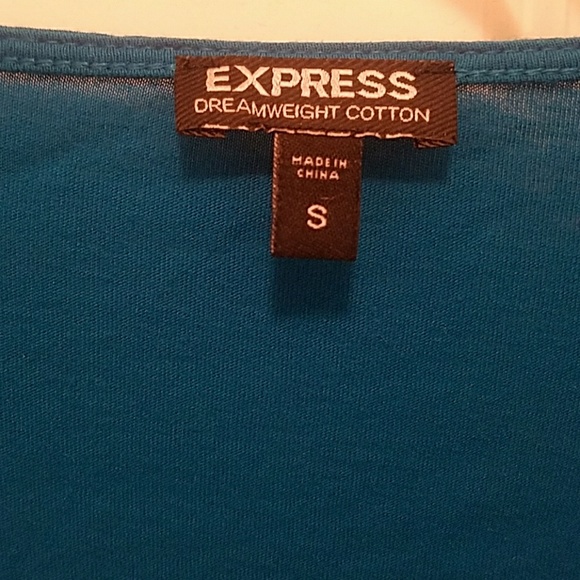 EXPRESS
DREAMWEIGHT COTTON
MADE IN
CHINA
S